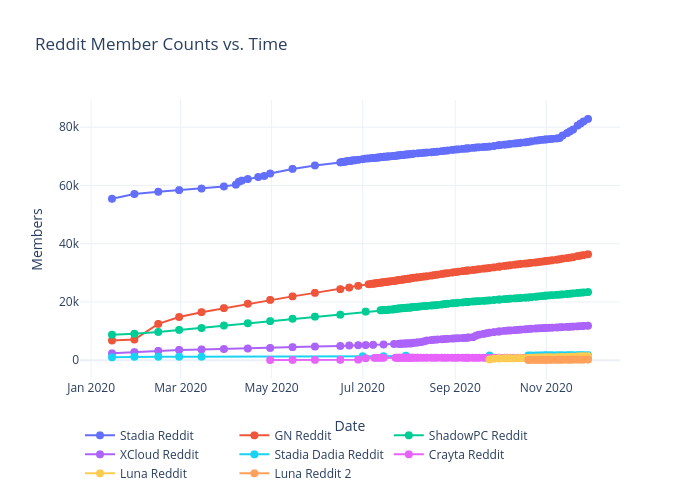 Reddit Member Counts vs. Time
80k
60k
40k
20k
0
Members
Jan 2020 Mar 2020 May 2020 Jul 2020 Sep 2020 Nov 2020
Date
Stadia Reddit GN Reddit ShadowPC Reddit
XCloud Reddit Stadia Dadia Reddit Crayta Reddit
Luna Reddit Luna Reddit 2